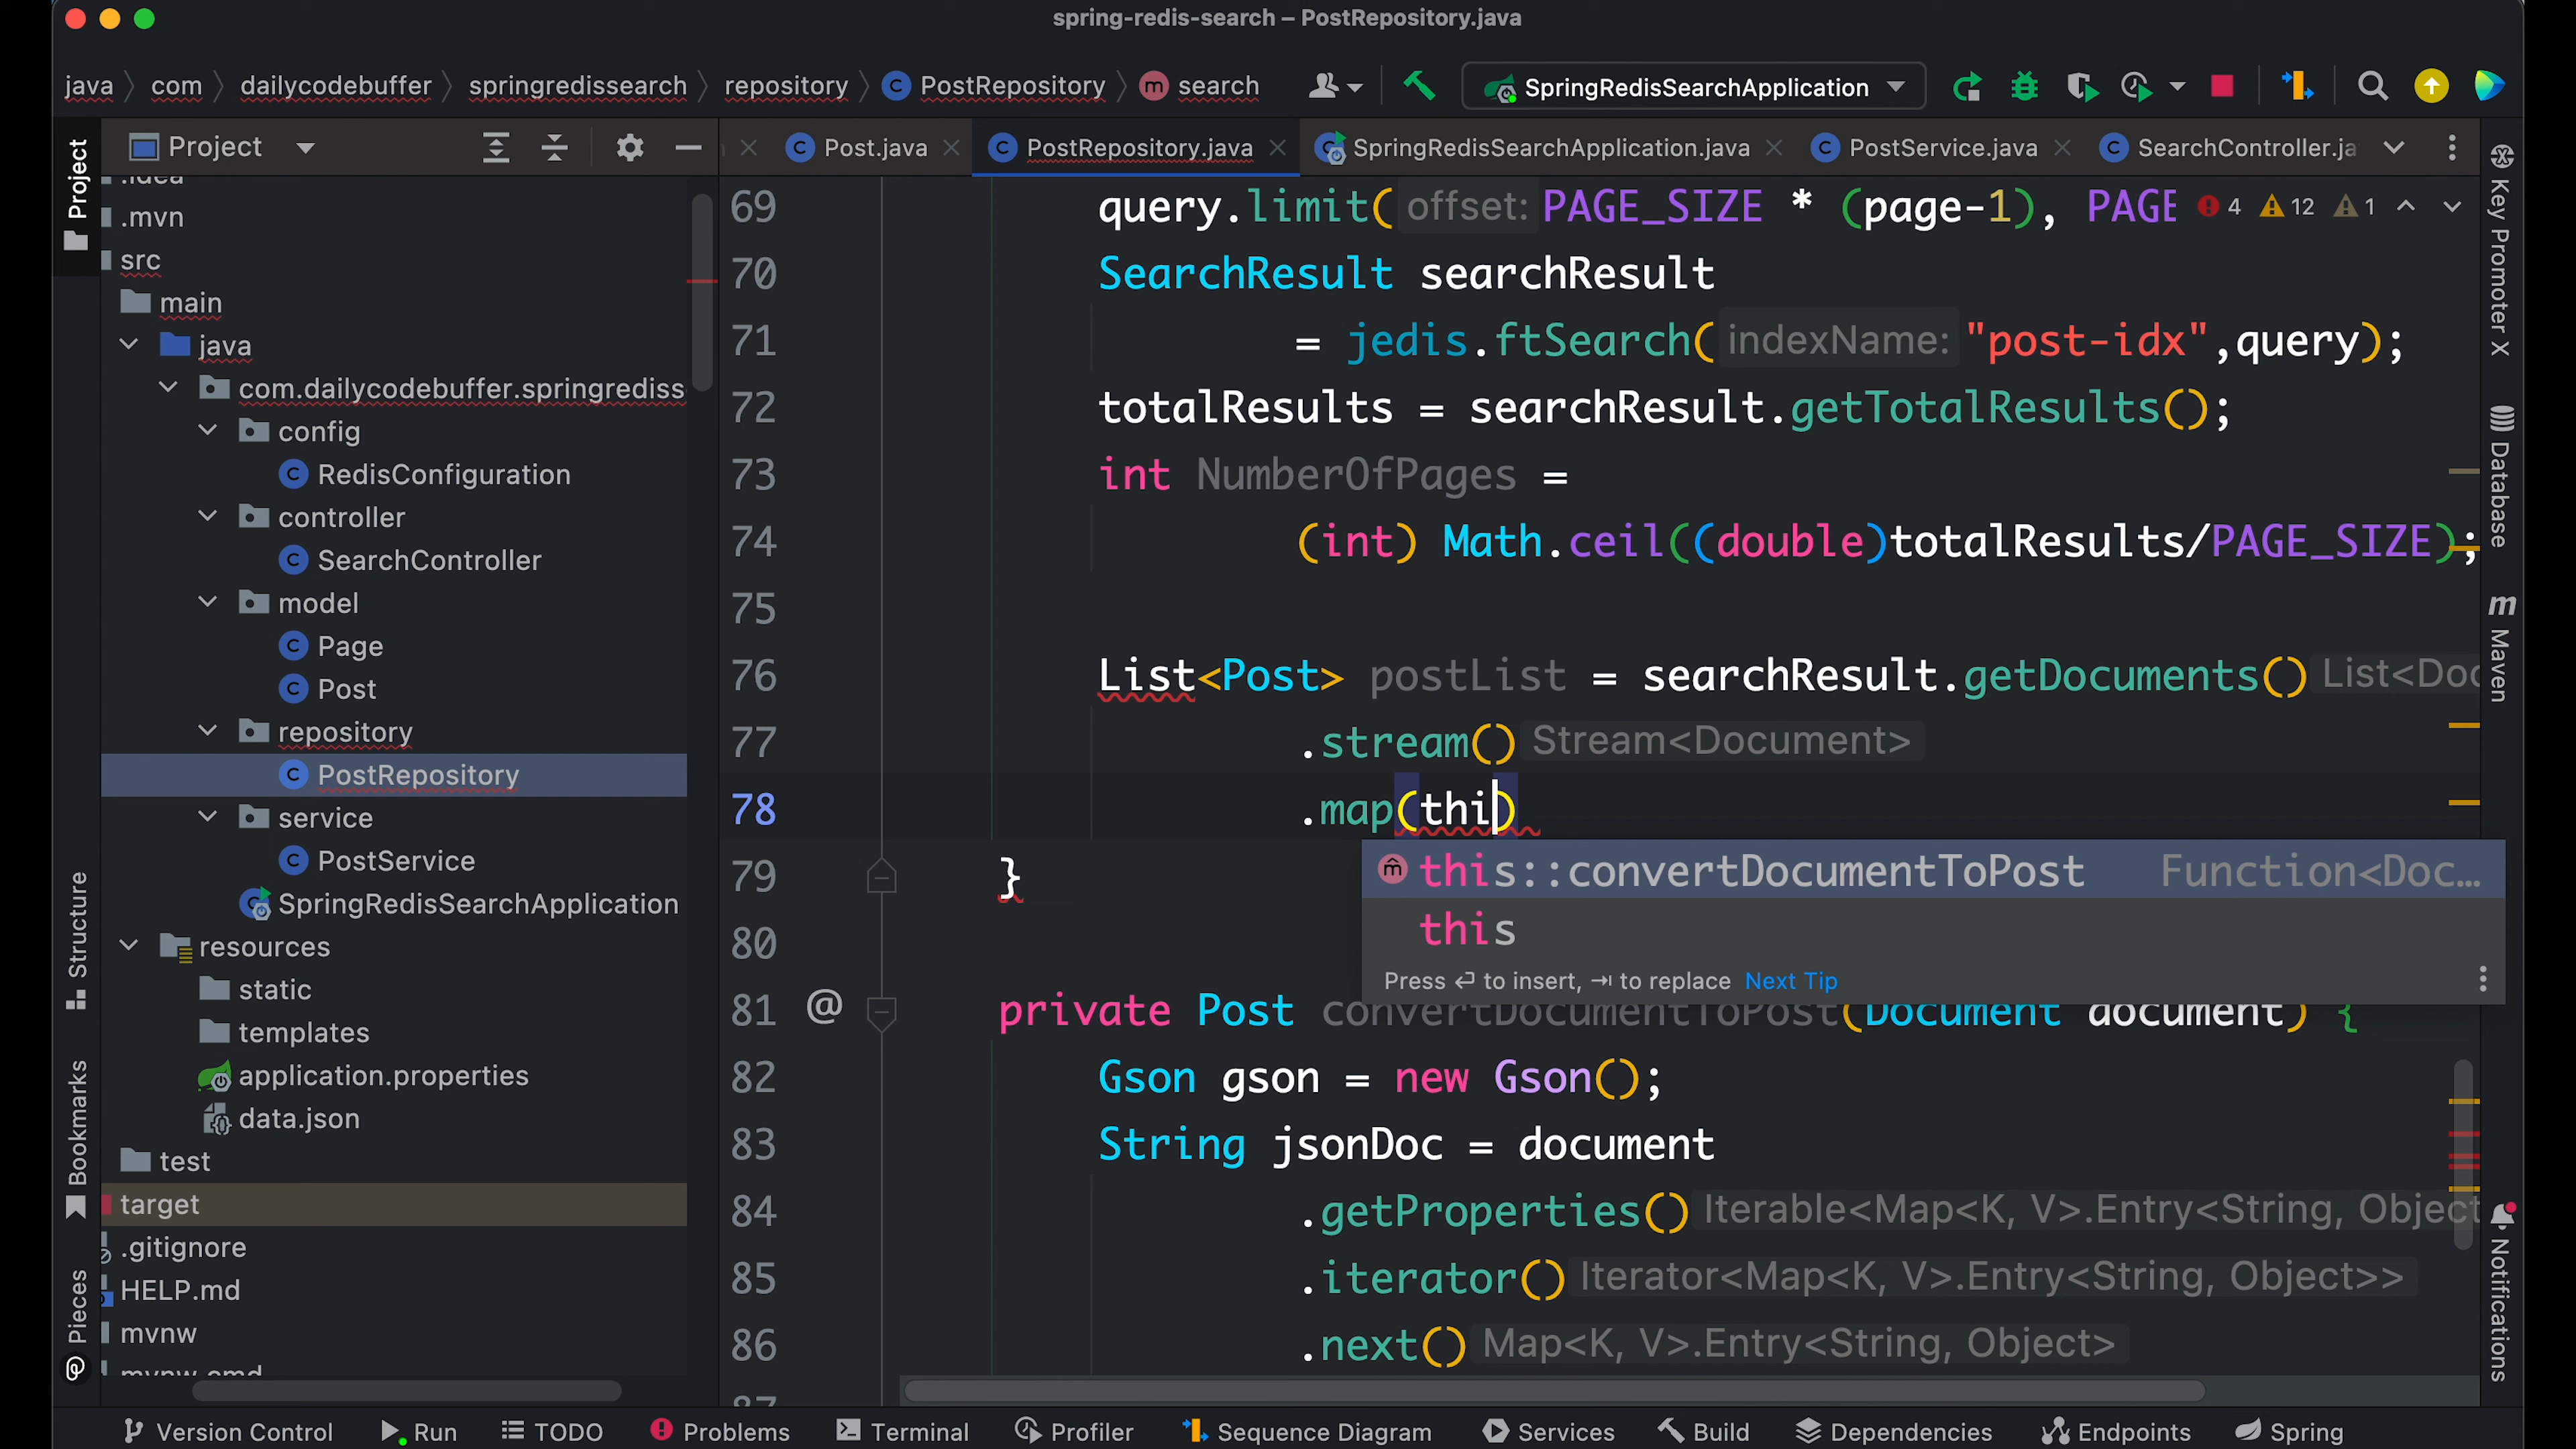 spring-redis-search – PostRepository.java
java com dailycodebuffer springredissearch repository PostRepository search SpringRedisSearchApplication
Project Post.java PostRepository.java SpringRedisSearchApplication.java PostService.java SearchController.ja
Project
Structure
Bookmarks
Pieces
.idea
.mvn
src
main
java
com.dailycodebuffer.springrediss
config
RedisConfiguration
controller
SearchController
model
Page
Post
repository
PostRepository
service
PostService
SpringRedisSearchApplication
resources
static
templates
application.properties
data.json
test
target
.gitignore
HELP.md
mvnw
mvnw.cmd
69 query.limit( offset: PAGE_SIZE * (page-1), PAGE 4 12 1
70 SearchResult searchResult
71 = jedis.ftSearch( indexName: "post-idx",query);
72 totalResults = searchResult.getTotalResults();
73 int NumberOfPages =
74 (int) Math.ceil((double)totalResults/PAGE_SIZE);
75
76 List<Post> postList = searchResult.getDocuments() List<Doc
77 .stream() Stream<Document>
78 .map(thi)
this::convertDocumentToPost Function<Doc…
this
Press ↵ to insert, ⇥ to replace Next Tip
79 }
80
81 @ private Post convertDocumentToPost(Document document) {
82 Gson gson = new Gson();
83 String jsonDoc = document
84 .getProperties() Iterable<Map<K, V>.Entry<String, Object
85 .iterator() Iterator<Map<K, V>.Entry<String, Object>>
86 .next() Map<K, V>.Entry<String, Object>
87
Key Promoter X
Database
Maven
Notifications
Version Control Run TODO Problems Terminal Profiler Sequence Diagram Services Build Dependencies Endpoints Spring